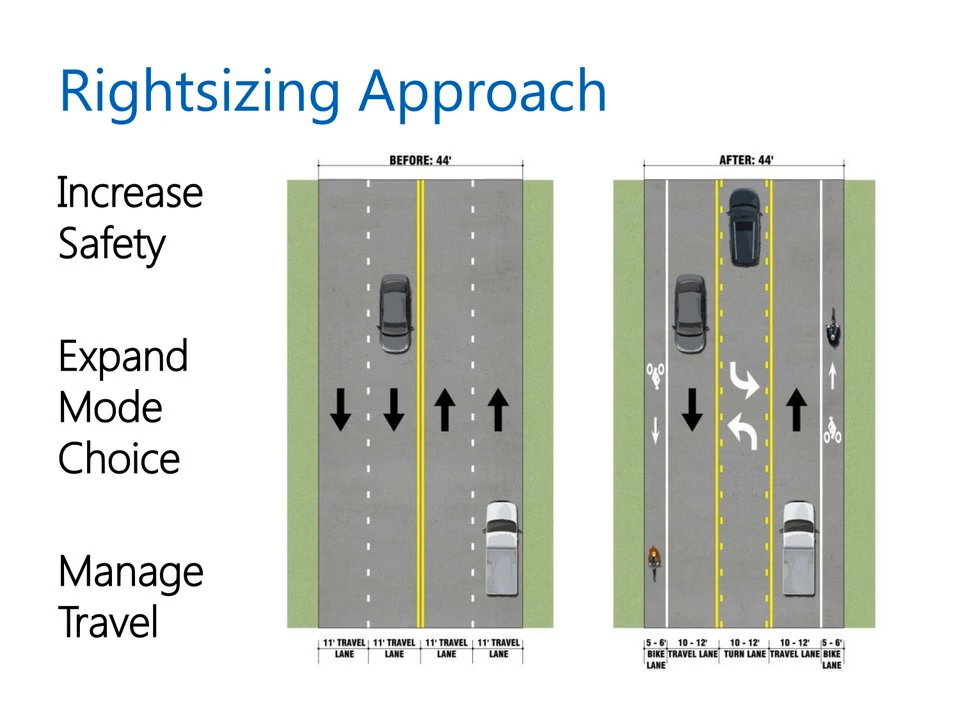 Rightsizing Approach
Increase
Safety
Expand
Mode
Choice
Manage
Travel
BEFORE: 44'
11' TRAVEL LANE
11' TRAVEL LANE
11' TRAVEL LANE
11' TRAVEL LANE
AFTER: 44'
5 - 6' BIKE LANE
10 - 12' TRAVEL LANE
10 - 12' TURN LANE
10 - 12' TRAVEL LANE
5 - 6' BIKE LANE